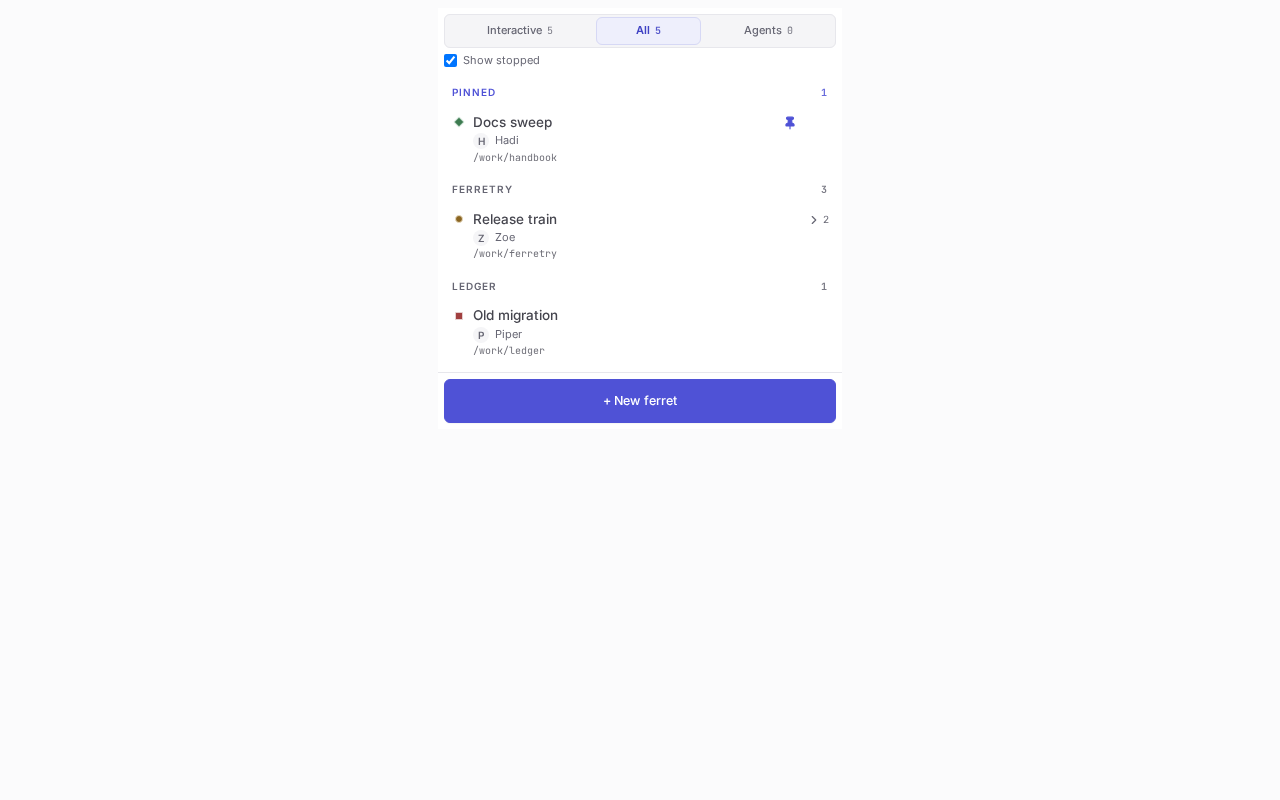 Interactive 5 All 5 Agents 0
Show stopped
PINNED 1
Docs sweep
H Hadi
/work/handbook
FERRETRY 3
Release train 2
Z Zoe
/work/ferretry
LEDGER 1
Old migration
P Piper
/work/ledger
+ New ferret